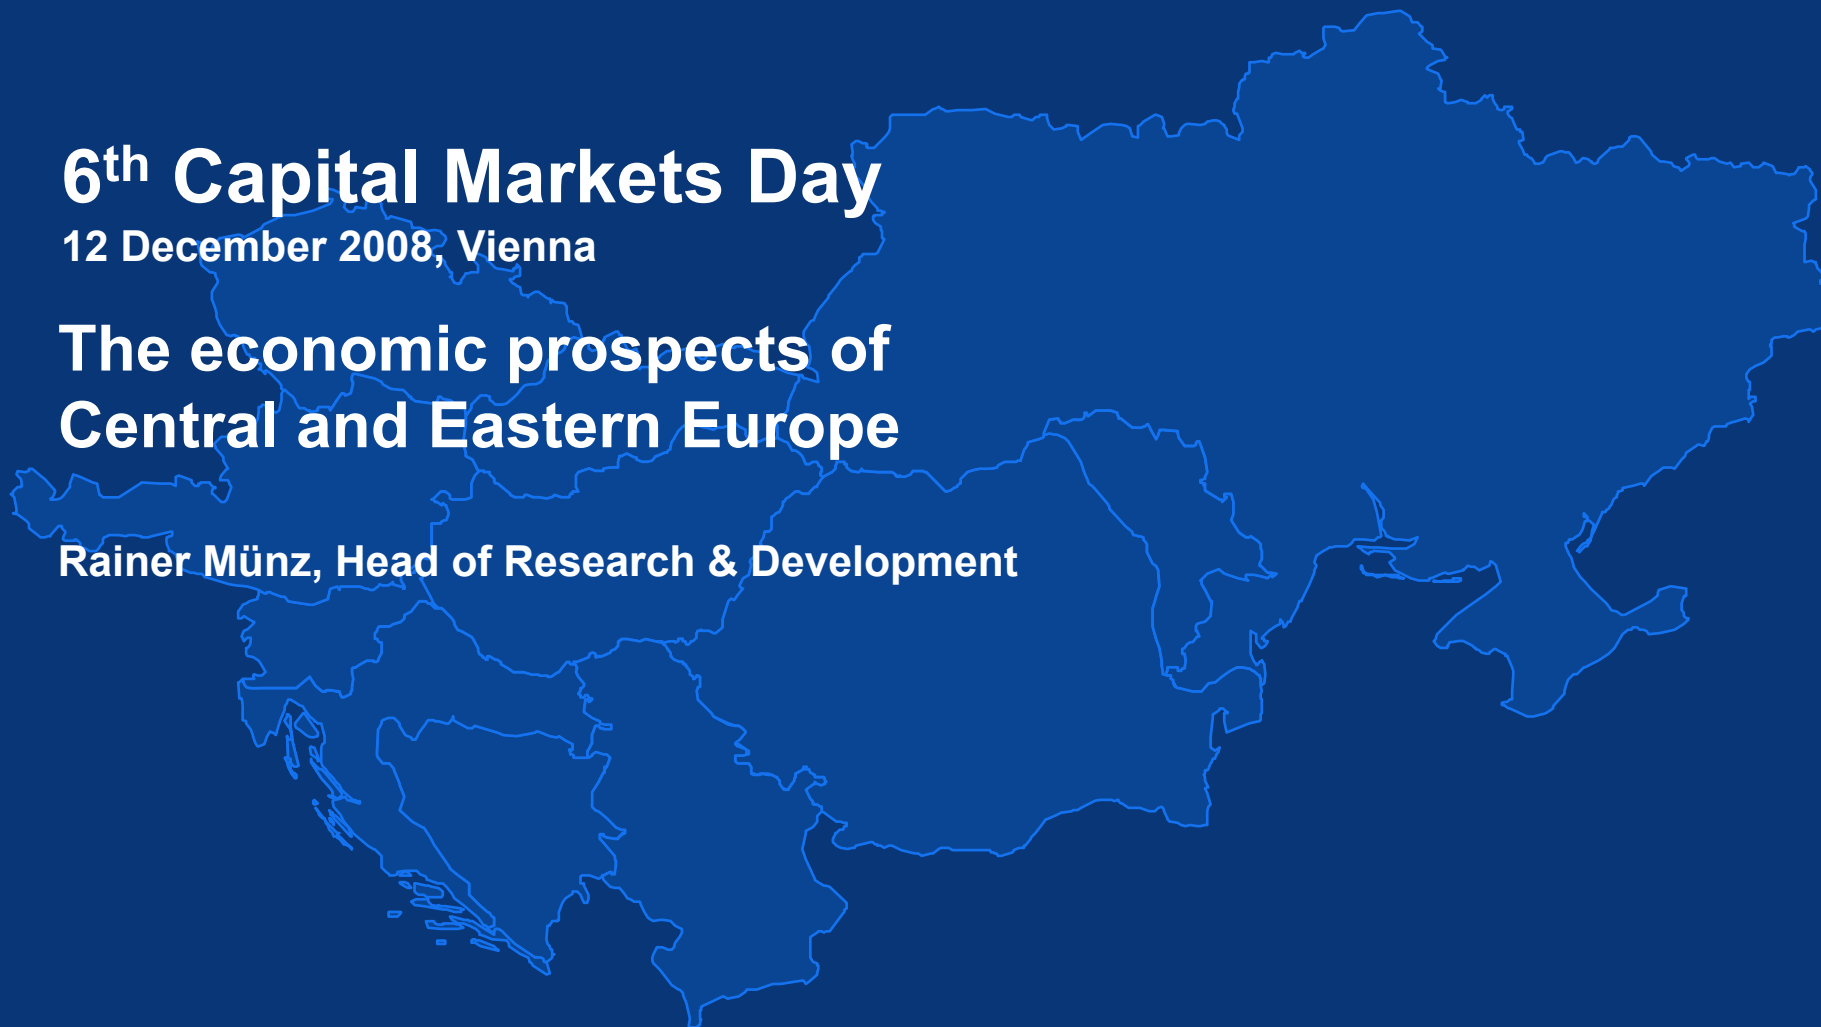 6th Capital Markets Day
12 December 2008, Vienna
The economic prospects of
Central and Eastern Europe
Rainer Münz, Head of Research & Development